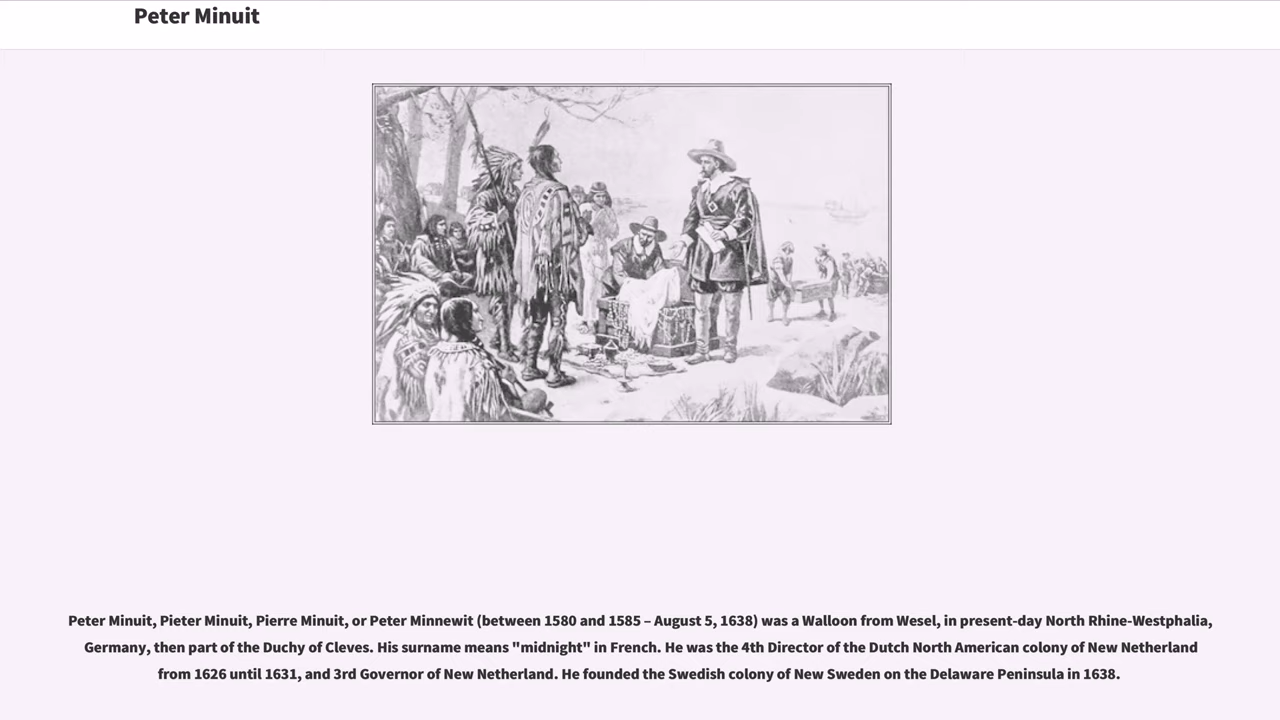 Peter Minuit
Peter Minuit, Pieter Minuit, Pierre Minuit, or Peter Minnewit (between 1580 and 1585 – August 5, 1638) was a Walloon from Wesel, in present-day North Rhine-Westphalia,
Germany, then part of the Duchy of Cleves. His surname means "midnight" in French. He was the 4th Director of the Dutch North American colony of New Netherland
from 1626 until 1631, and 3rd Governor of New Netherland. He founded the Swedish colony of New Sweden on the Delaware Peninsula in 1638.